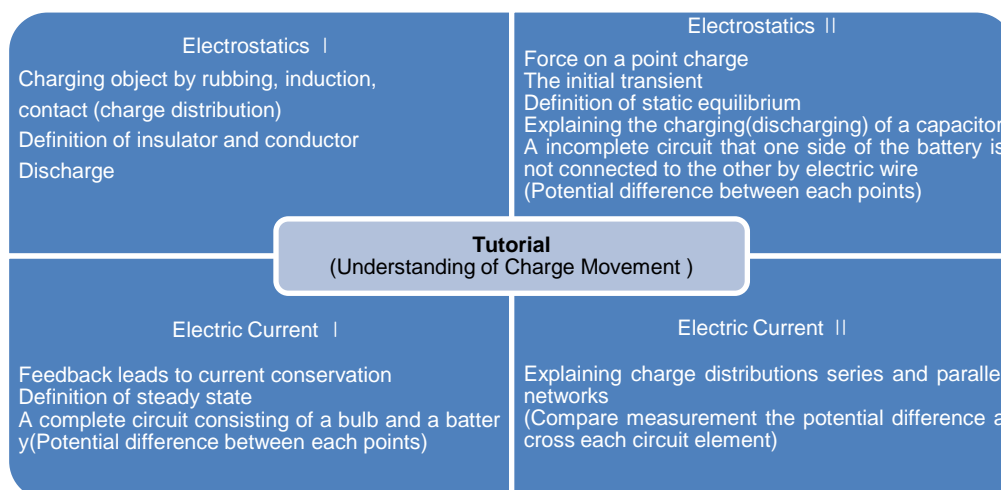 Electrostatics Ⅰ
Charging object by rubbing, induction,
contact (charge distribution)
Definition of insulator and conductor
Discharge
Electrostatics Ⅱ
Force on a point charge
The initial transient
Definition of static equilibrium
Explaining the charging(discharging) of a capacitor
A incomplete circuit that one side of the battery is
not connected to the other by electric wire
(Potential difference between each points)
Tutorial
(Understanding of Charge Movement )
Electric Current Ⅰ
Feedback leads to current conservation
Definition of steady state
A complete circuit consisting of a bulb and a batter
y(Potential difference between each points)
Electric Current Ⅱ
Explaining charge distributions series and parallel
networks
(Compare measurement the potential difference a
cross each circuit element)